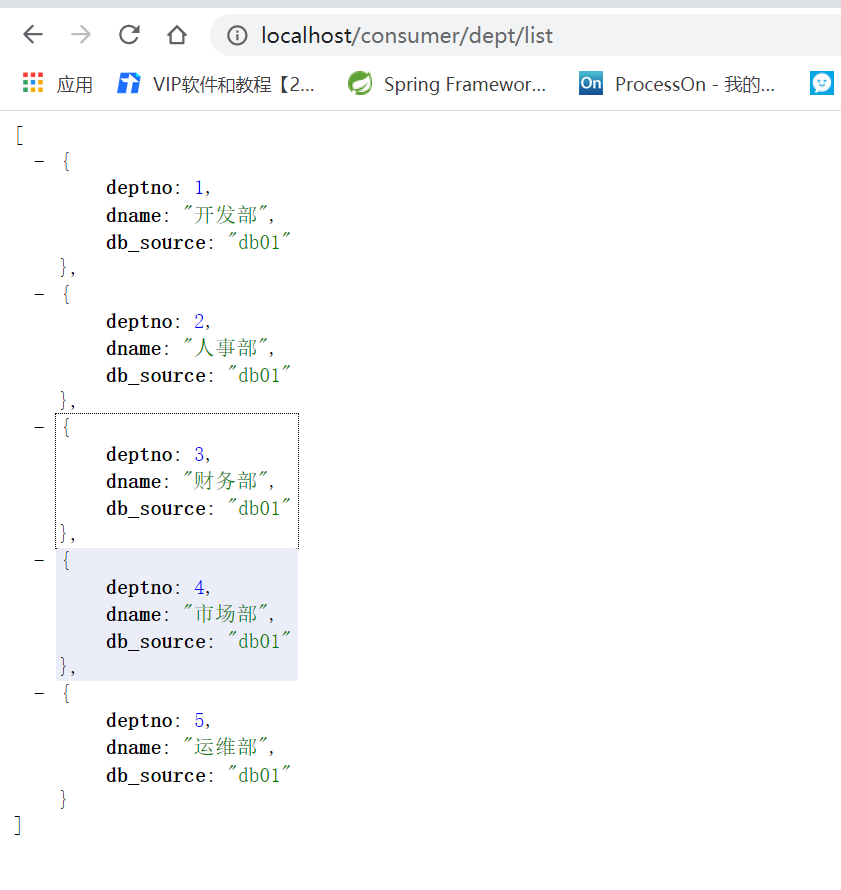 localhost/consumer/dept/list
应用 VIP软件和教程【2... Spring Framewor... On ProcessOn - 我的...
[
- {
deptno: 1,
dname: "开发部",
db_source: "db01"
},
- {
deptno: 2,
dname: "人事部",
db_source: "db01"
},
- {
deptno: 3,
dname: "财务部",
db_source: "db01"
},
- {
deptno: 4,
dname: "市场部",
db_source: "db01"
},
- {
deptno: 5,
dname: "运维部",
db_source: "db01"
}
]